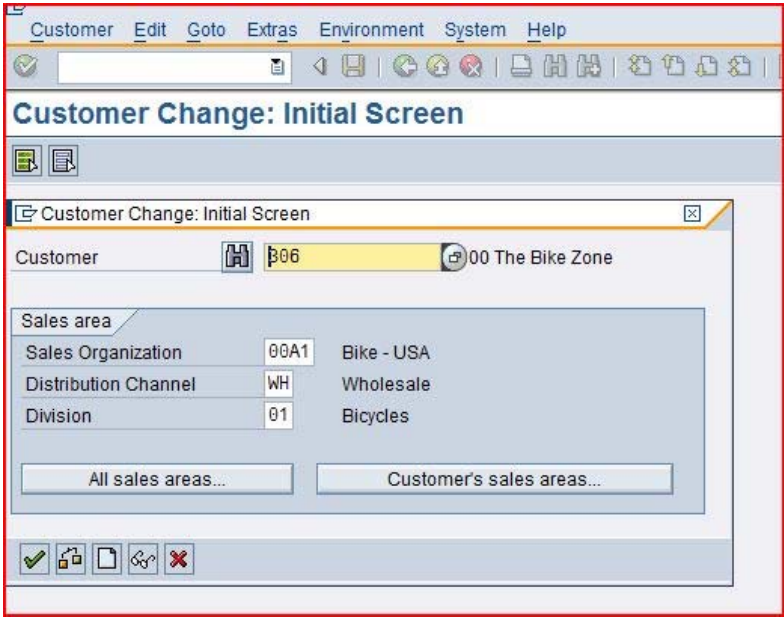 Customer Edit Goto Extras Environment System Help
Customer Change: Initial Screen
Customer Change: Initial Screen
Customer 306 00 The Bike Zone
Sales area
Sales Organization 00A1 Bike - USA
Distribution Channel WH Wholesale
Division 01 Bicycles
All sales areas... Customer's sales areas...